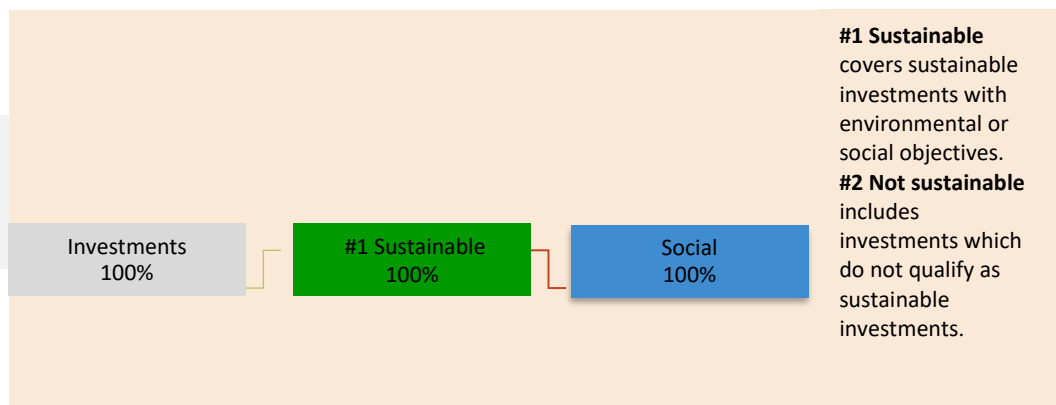 Investments
100%
#1 Sustainable
100%
Social
100%
#1 Sustainable
covers sustainable
investments with
environmental or
social objectives.
#2 Not sustainable
includes
investments which
do not qualify as
sustainable
investments.